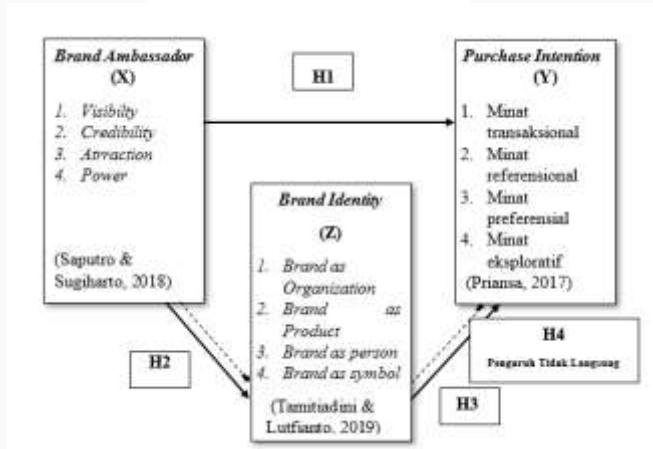 Brand Ambassador
(X)
1. Visibilty
2. Credibility
3. Attraction
4. Power
(Saputro &
Sugiharto, 2018)
H1
Purchase Intention
(Y)
1. Minat
transaksional
2. Minat
referensional
3. Minat
preferensial
4. Minat
eksploratif
(Priansa, 2017)
Brand Identity
(Z)
1. Brand as
Organization
2. Brand as
Product
3. Brand as person
4. Brand as symbol
(Tamitiadini &
Lutfianto, 2019)
H2
H3
H4
Pengaruh Tidak Langsung